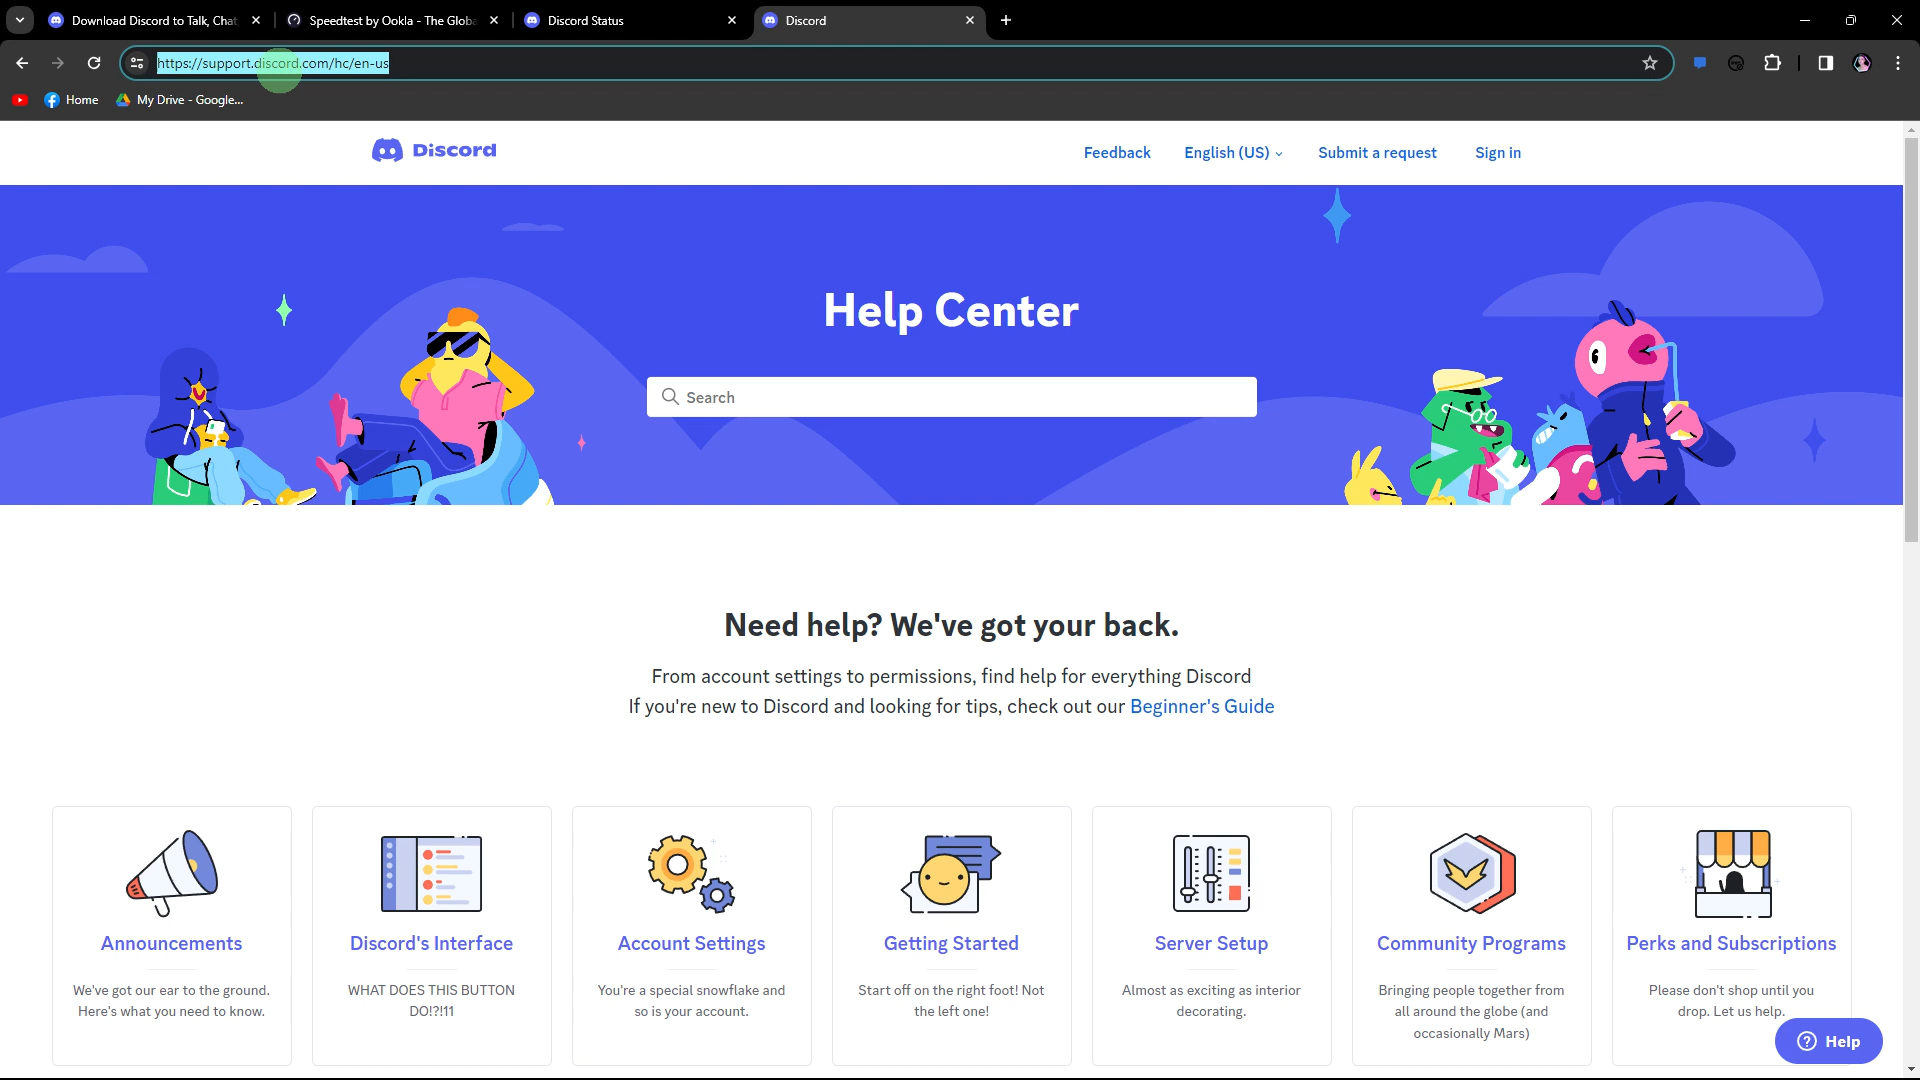 Download Discord to Talk, Chat
Speedtest by Ookla - The Globa
Discord Status
Discord
https://support.discord.com/hc/en-us
Home
My Drive - Google...
Discord
Feedback
English (US)
Submit a request
Sign in
Help Center
Search
Need help? We've got your back.
From account settings to permissions, find help for everything Discord
If you're new to Discord and looking for tips, check out our Beginner's Guide
Announcements
We've got our ear to the ground.
Here's what you need to know.
Discord's Interface
WHAT DOES THIS BUTTON
DO!?!11
Account Settings
You're a special snowflake and
so is your account.
Getting Started
Start off on the right foot! Not
the left one!
Server Setup
Almost as exciting as interior
decorating.
Community Programs
Bringing people together from
all around the globe (and
occasionally Mars)
Perks and Subscriptions
Please don't shop until you
drop. Let us help.
Help